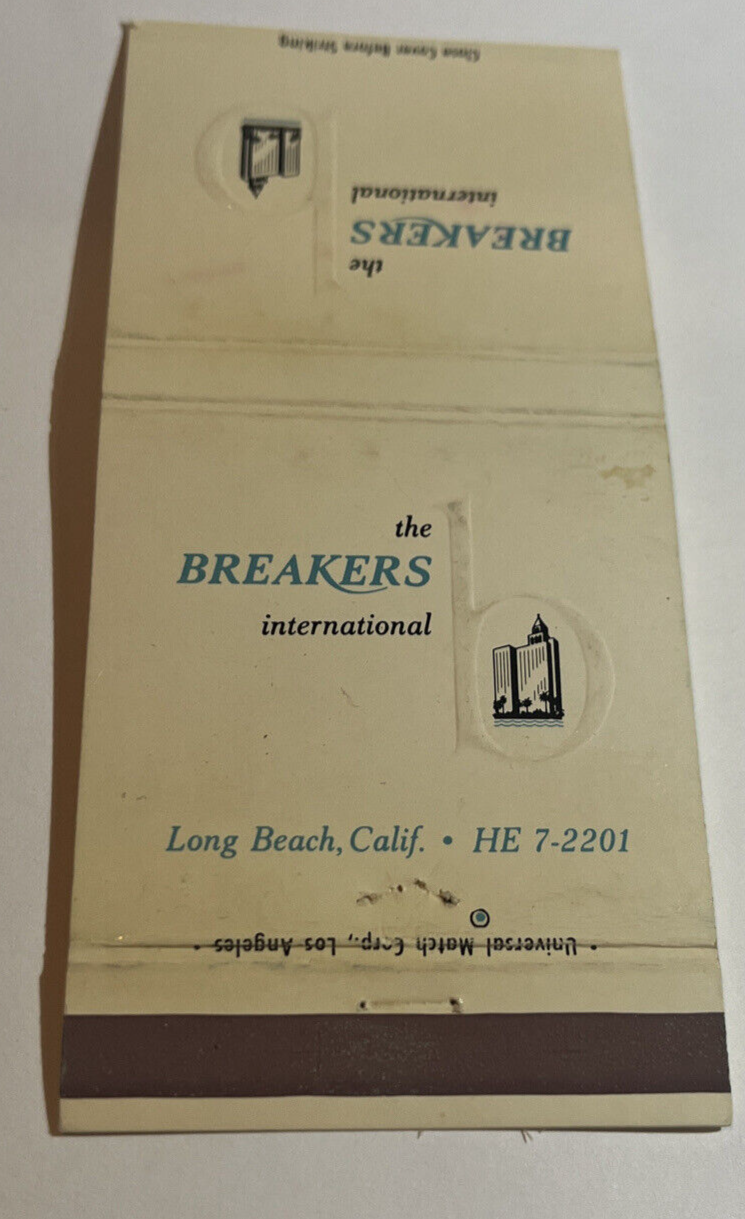 Close Cover Before Striking
the
BREAKERS
international
the
BREAKERS
international
Long Beach, Calif. • HE 7-2201
• Universal Match Corp., Los Angeles •